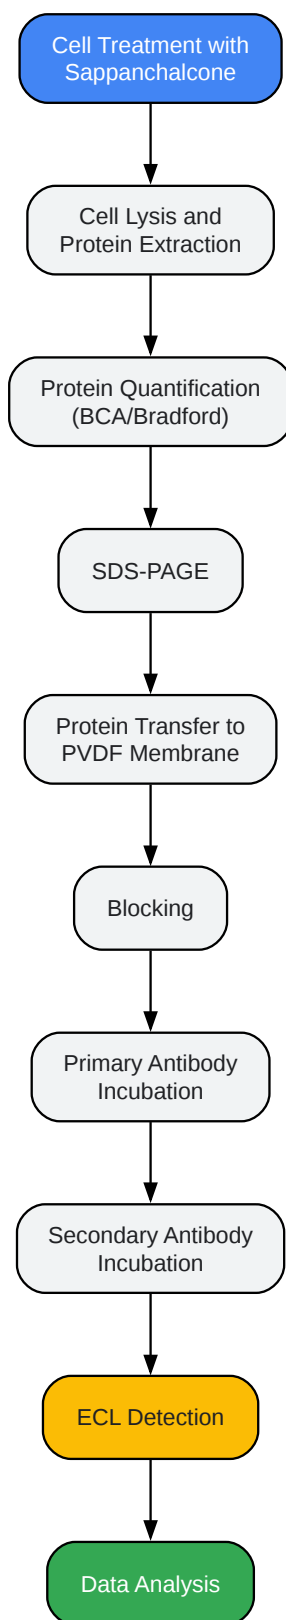 Cell Treatment with
Sappanchalcone
Cell Lysis and
Protein Extraction
Protein Quantification
(BCA/Bradford)
SDS-PAGE
Protein Transfer to
PVDF Membrane
Blocking
Primary Antibody
Incubation
Secondary Antibody
Incubation
ECL Detection
Data Analysis